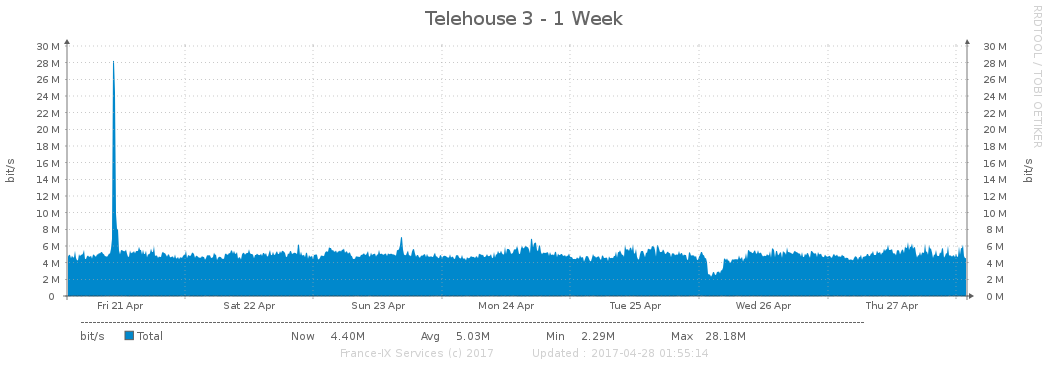 Telehouse 3 - 1 Week
RRDTOOL / TOBI OETIKER
bit/s
bit/s
30 M 30 M
28 M 28 M
26 M 26 M
24 M 24 M
22 M 22 M
20 M 20 M
18 M 18 M
16 M 16 M
14 M 14 M
12 M 12 M
10 M 10 M
8 M 8 M
6 M 6 M
4 M 4 M
2 M 2 M
0 0 M
Fri 21 Apr Sat 22 Apr Sun 23 Apr Mon 24 Apr Tue 25 Apr Wed 26 Apr Thu 27 Apr
bit/s Total Now 4.40M Avg 5.03M Min 2.29M Max 28.18M
France-IX Services (c) 2017 Updated : 2017-04-28 01:55:14